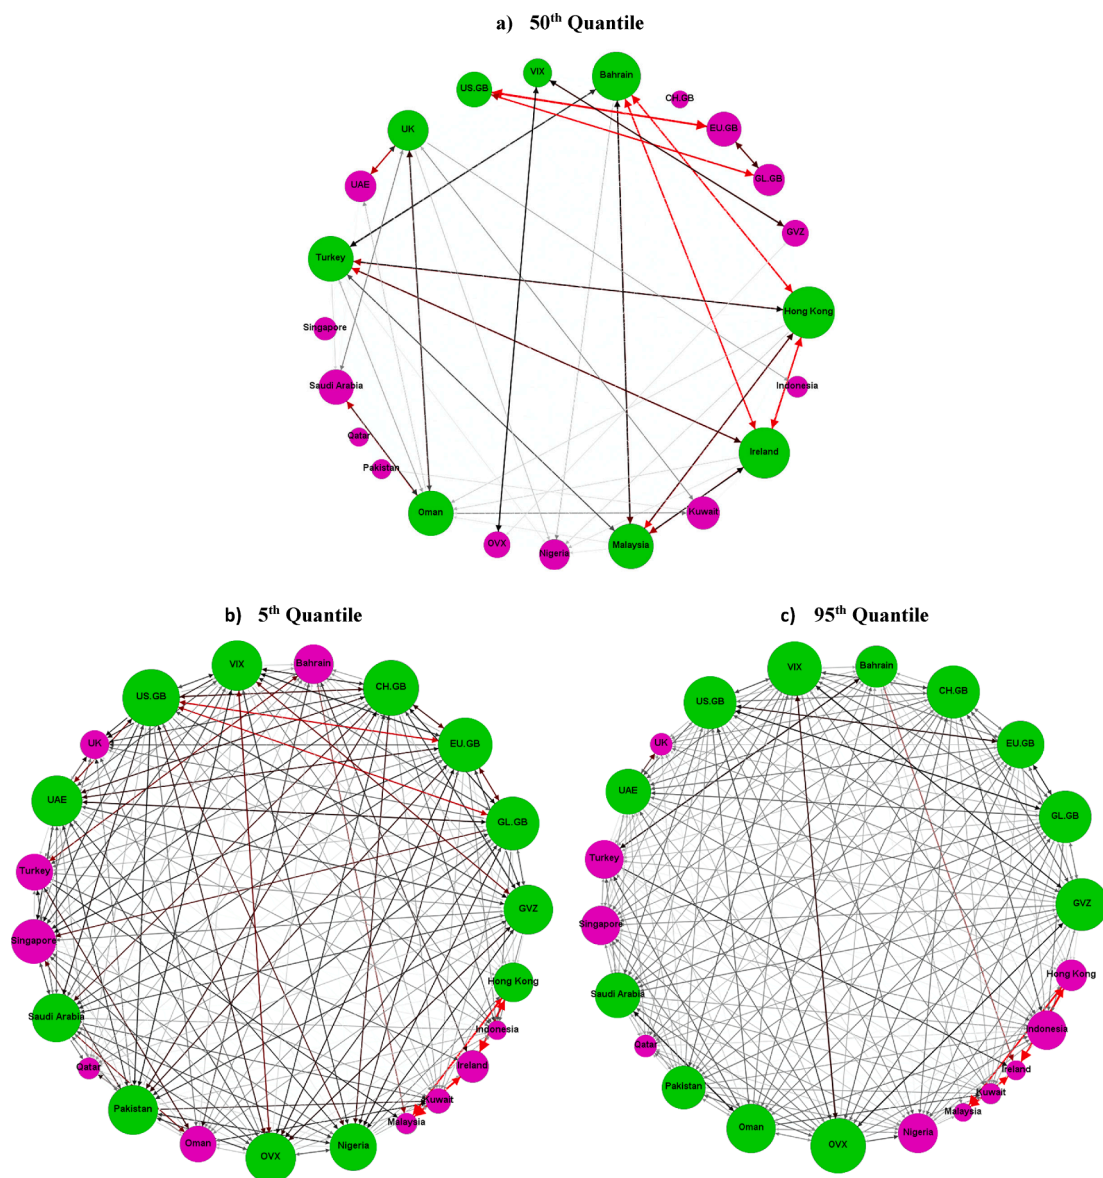 a) 50th Quantile
VIX
Bahrain
US.GB
CH.GB
EU.GB
UK
GL.GB
UAE
GVZ
Turkey
Hong Kong
Singapore
Saudi Arabia
Indonesia
Qatar
Ireland
Pakistan
Oman
Kuwait
OVX
Malaysia
Nigeria
b) 5th Quantile
VIX
Bahrain
CH.GB
US.GB
UK
EU.GB
UAE
GL.GB
Turkey
GVZ
Singapore
Hong Kong
Saudi Arabia
Indonesia
Qatar
Ireland
Pakistan
Kuwait
Malaysia
Oman
Nigeria
OVX
c) 95th Quantile
VIX
Bahrain
CH.GB
US.GB
UK
EU.GB
UAE
GL.GB
Turkey
GVZ
Singapore
Hong Kong
Saudi Arabia
Indonesia
Qatar
Ireland
Pakistan
Kuwait
Malaysia
Oman
Nigeria
OVX